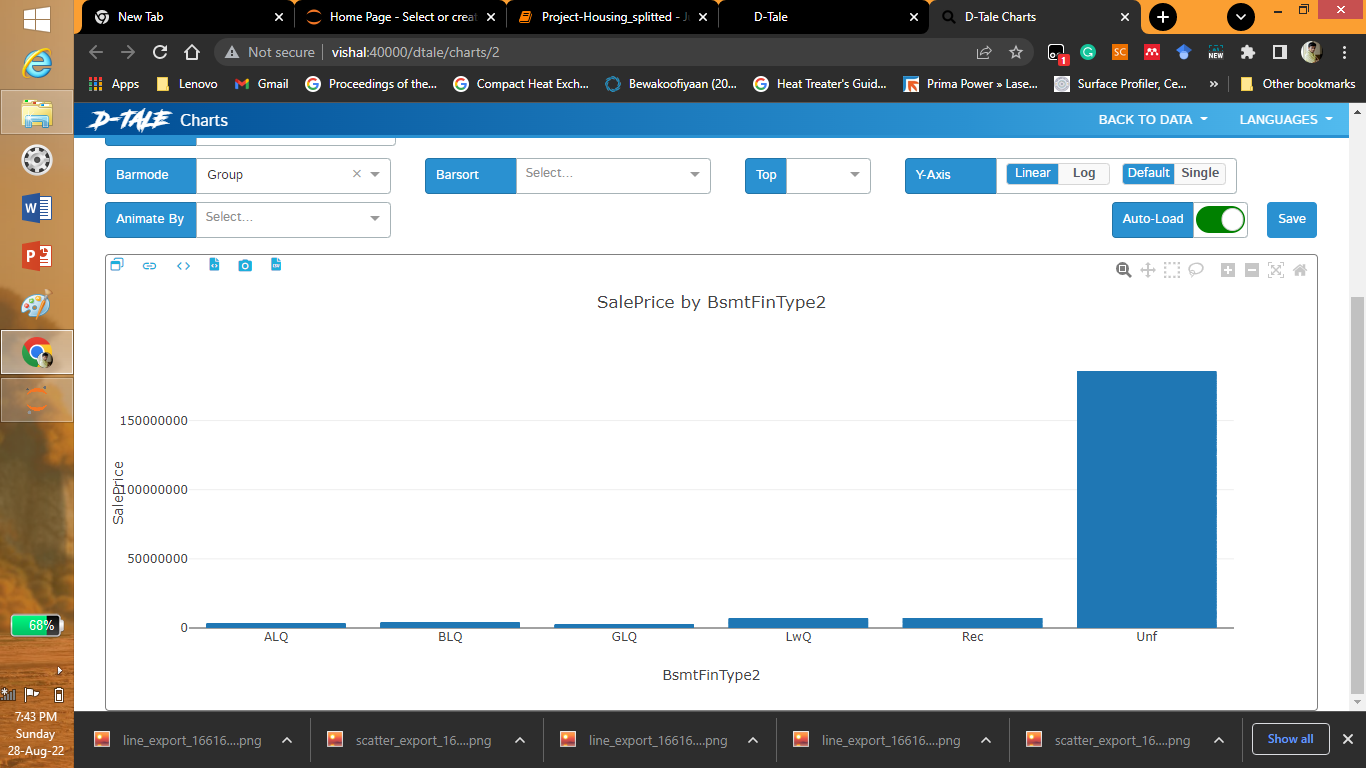 New Tab
Home Page - Select or creat
Project-Housing_splitted - J
D-Tale
D-Tale Charts
Not secure | vishal:40000/dtale/charts/2
SC
NEW
1
Apps
Lenovo
Gmail
Proceedings of the...
Compact Heat Exch...
Bewakoofiyaan (20...
Heat Treater's Guid...
Prima Power » Lase...
Surface Profiler, Ce...
»
Other bookmarks
D-TALE Charts
BACK TO DATA
LANGUAGES
Barmode
Group
Barsort
Select...
Top
Y-Axis
Linear
Log
Default
Single
Animate By
Select...
Auto-Load
Save
SalePrice by BsmtFinType2
150000000
100000000
50000000
0
SalePrice
ALQ
BLQ
GLQ
LwQ
Rec
Unf
BsmtFinType2
68%
7:43 PM
Sunday
28-Aug-22
line_export_16616....png
scatter_export_16....png
line_export_16616....png
line_export_16616....png
scatter_export_16....png
Show all